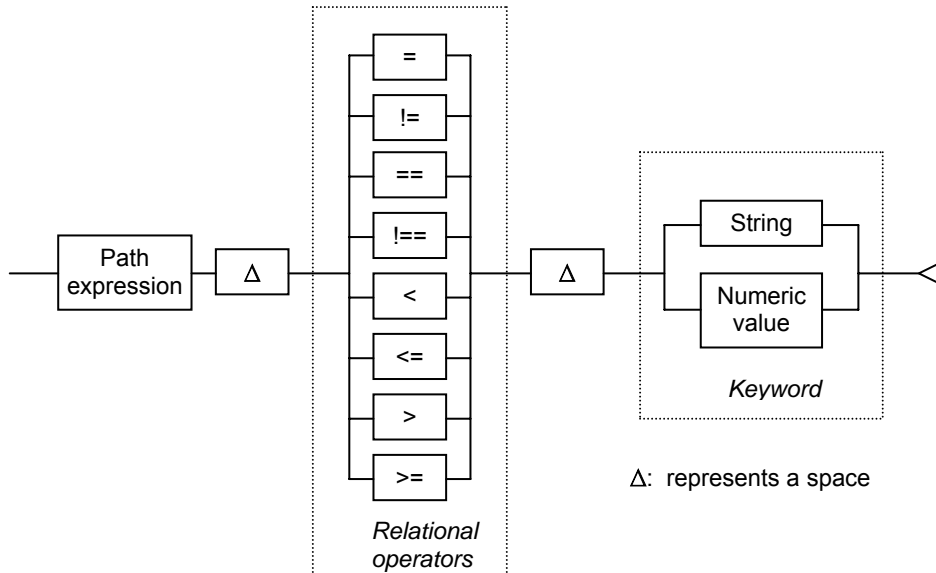 =
!=
==
!==
<
<=
>
>=
Path
expression
Δ
Δ
String
Numeric
value
Keyword
Relational
operators
Δ: represents a space